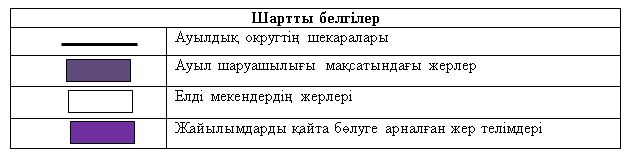 Шартты белгілер
Ауылдық округтің шекаралары
Ауыл шаруашылығы мақсатындағы жерлер
Елді мекендердің жерлері
Жайылымдарды қайта бөлуге арналған жер телімдері